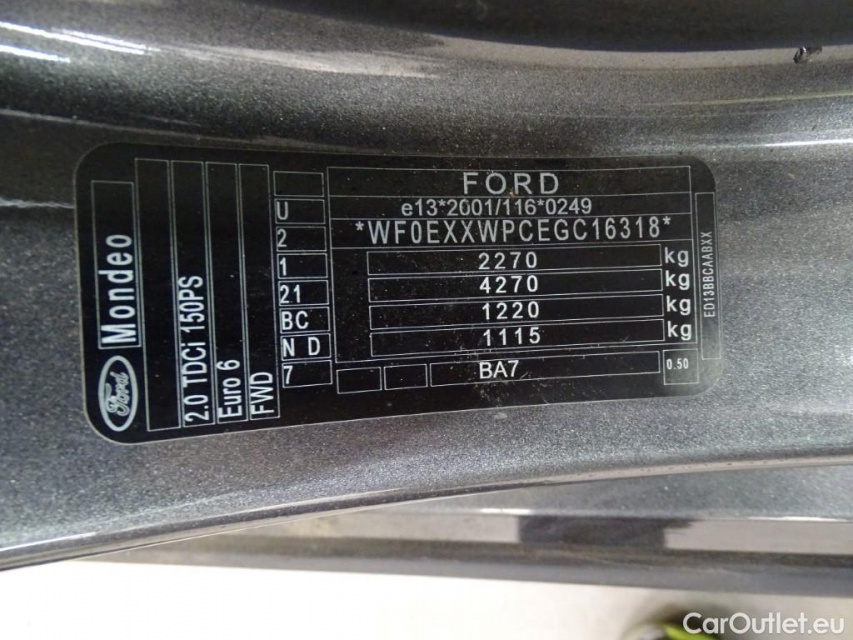 FORD
e13*2001/116*0249
*WF0EXXWPCEGC16318*
2270 kg
4270 kg
1220 kg
1115 kg
BA7
0.50
ED13BBCAABXX
U
2
1
21
BC
N D
7
Mondeo
Ford
2.0 TDCi 150PS
Euro 6
FWD
CarOutlet.eu